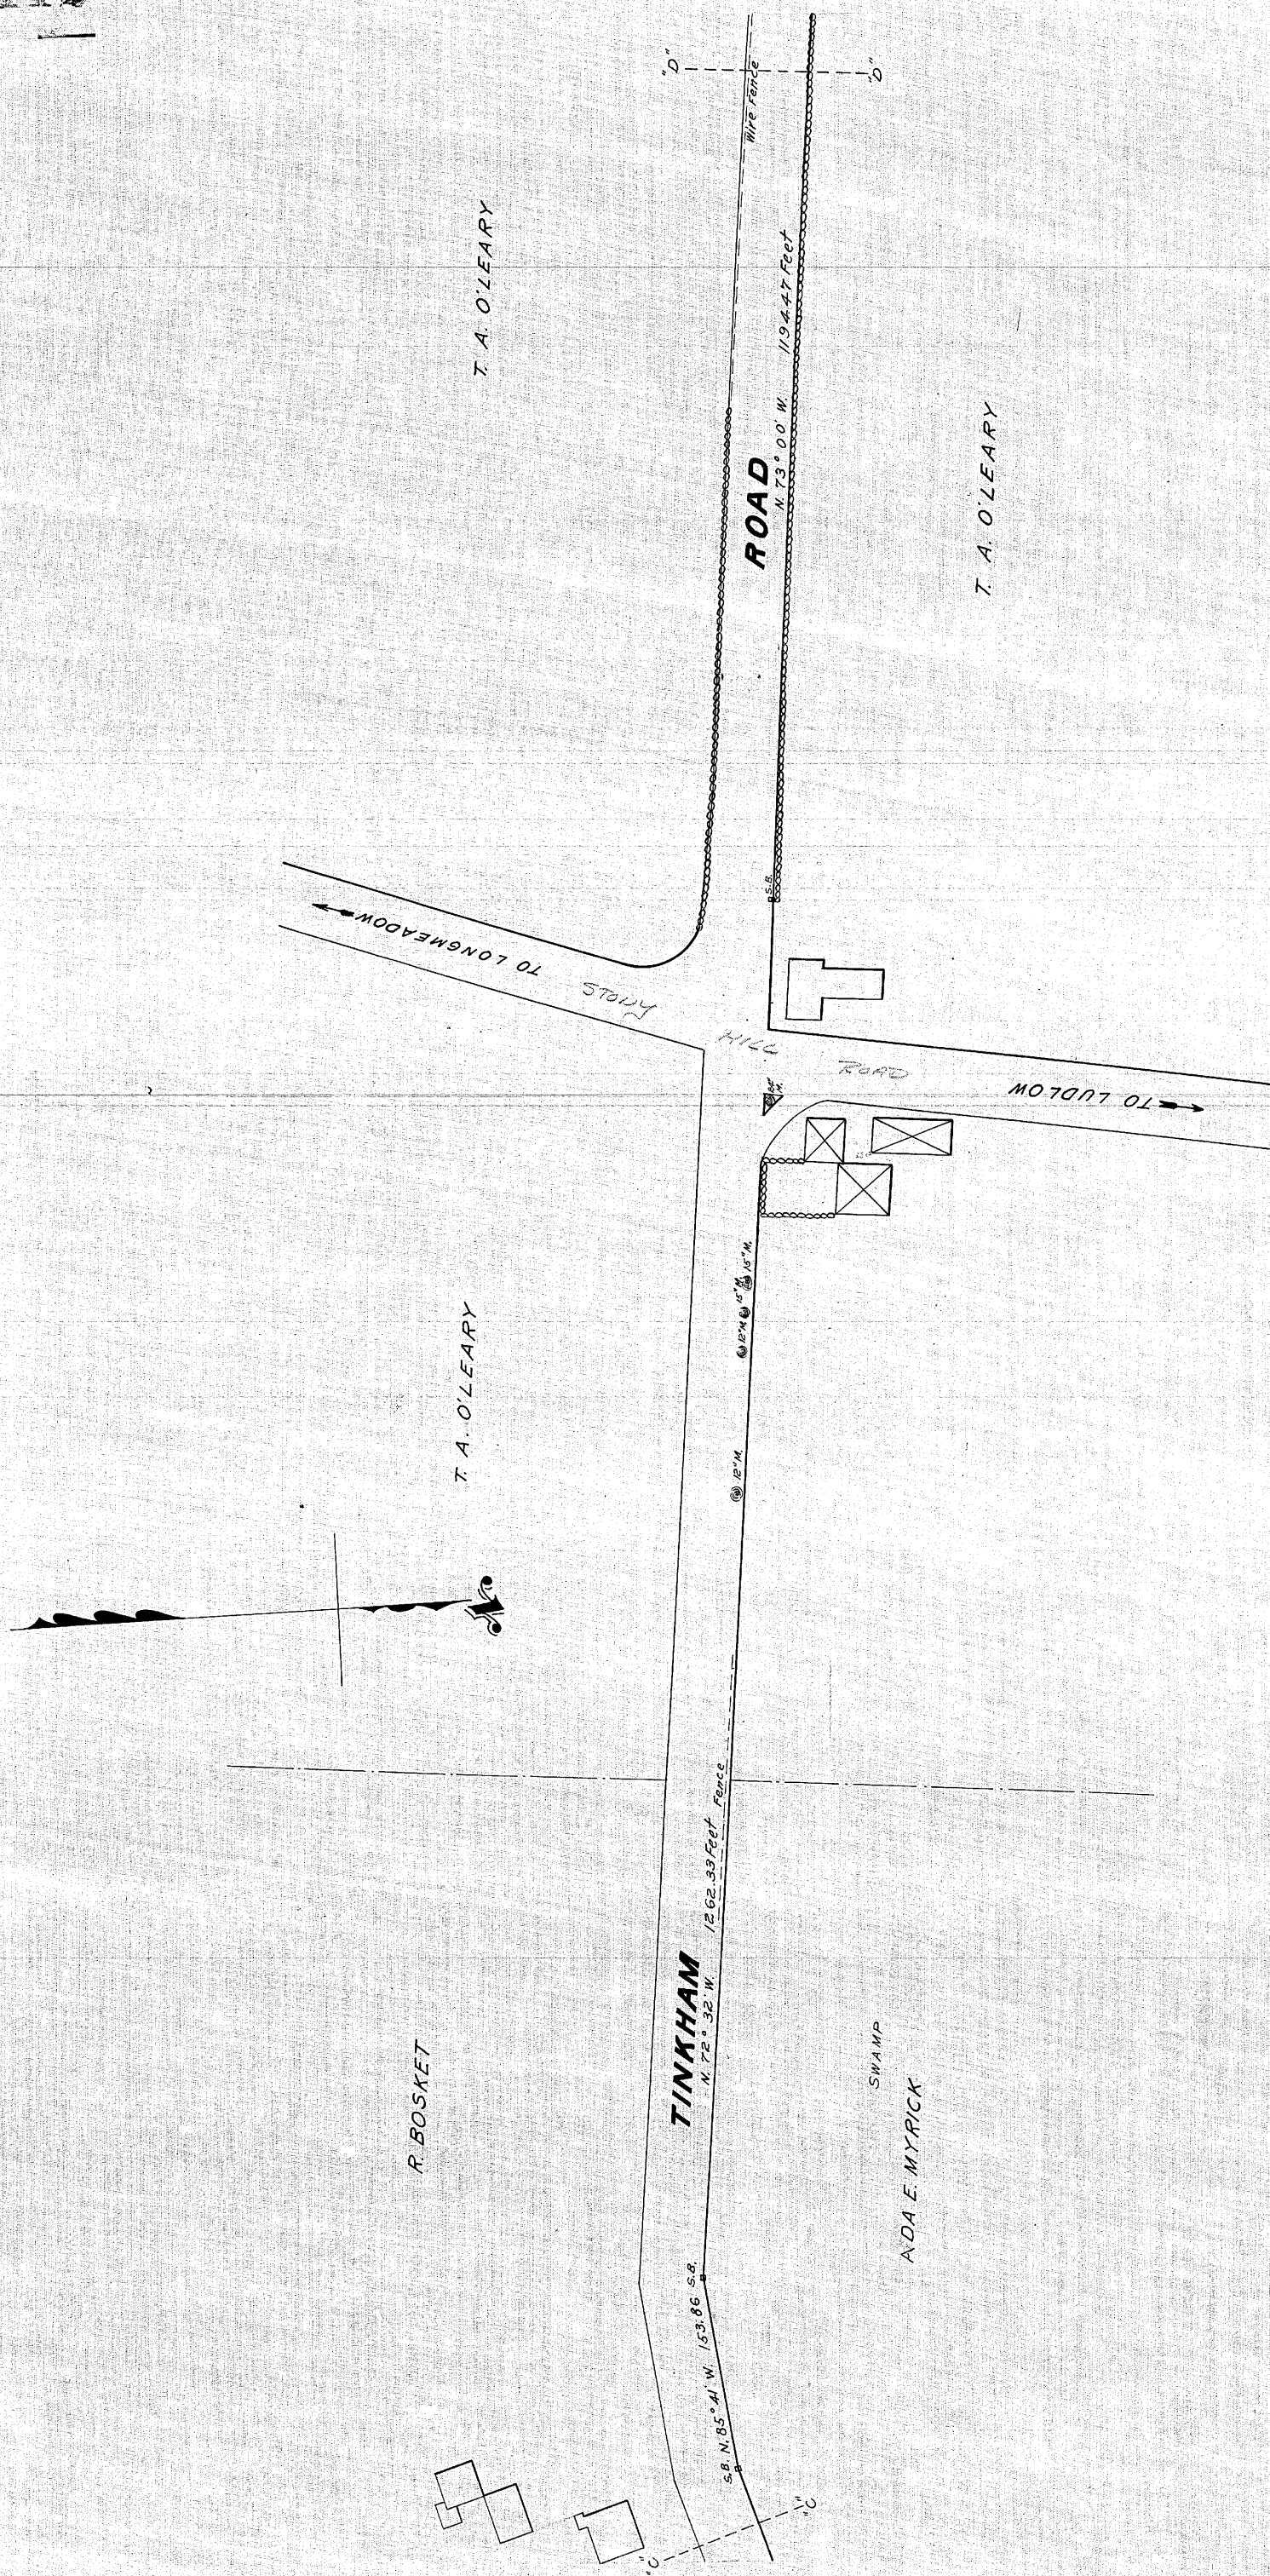 "D"
"D"
Wire Fence
T. A. O'LEARY
N. 73° 00' W. 1194.47 Feet
ROAD
T. A. O'LEARY
S.B.
TO LONGMEADOW
STONY
HILL
ROAD
TO LUDLOW
15" M.
15" M.
12" M.
12" M.
T. A. O'LEARY
N
1262.33 Feet
Fence
TINKHAM
N. 72° 32' W.
R. BOSKET
SWAMP
ADA E. MYRICK
S.B. N. 85° 41' W. 153.86 S.B.
"C"
"C"